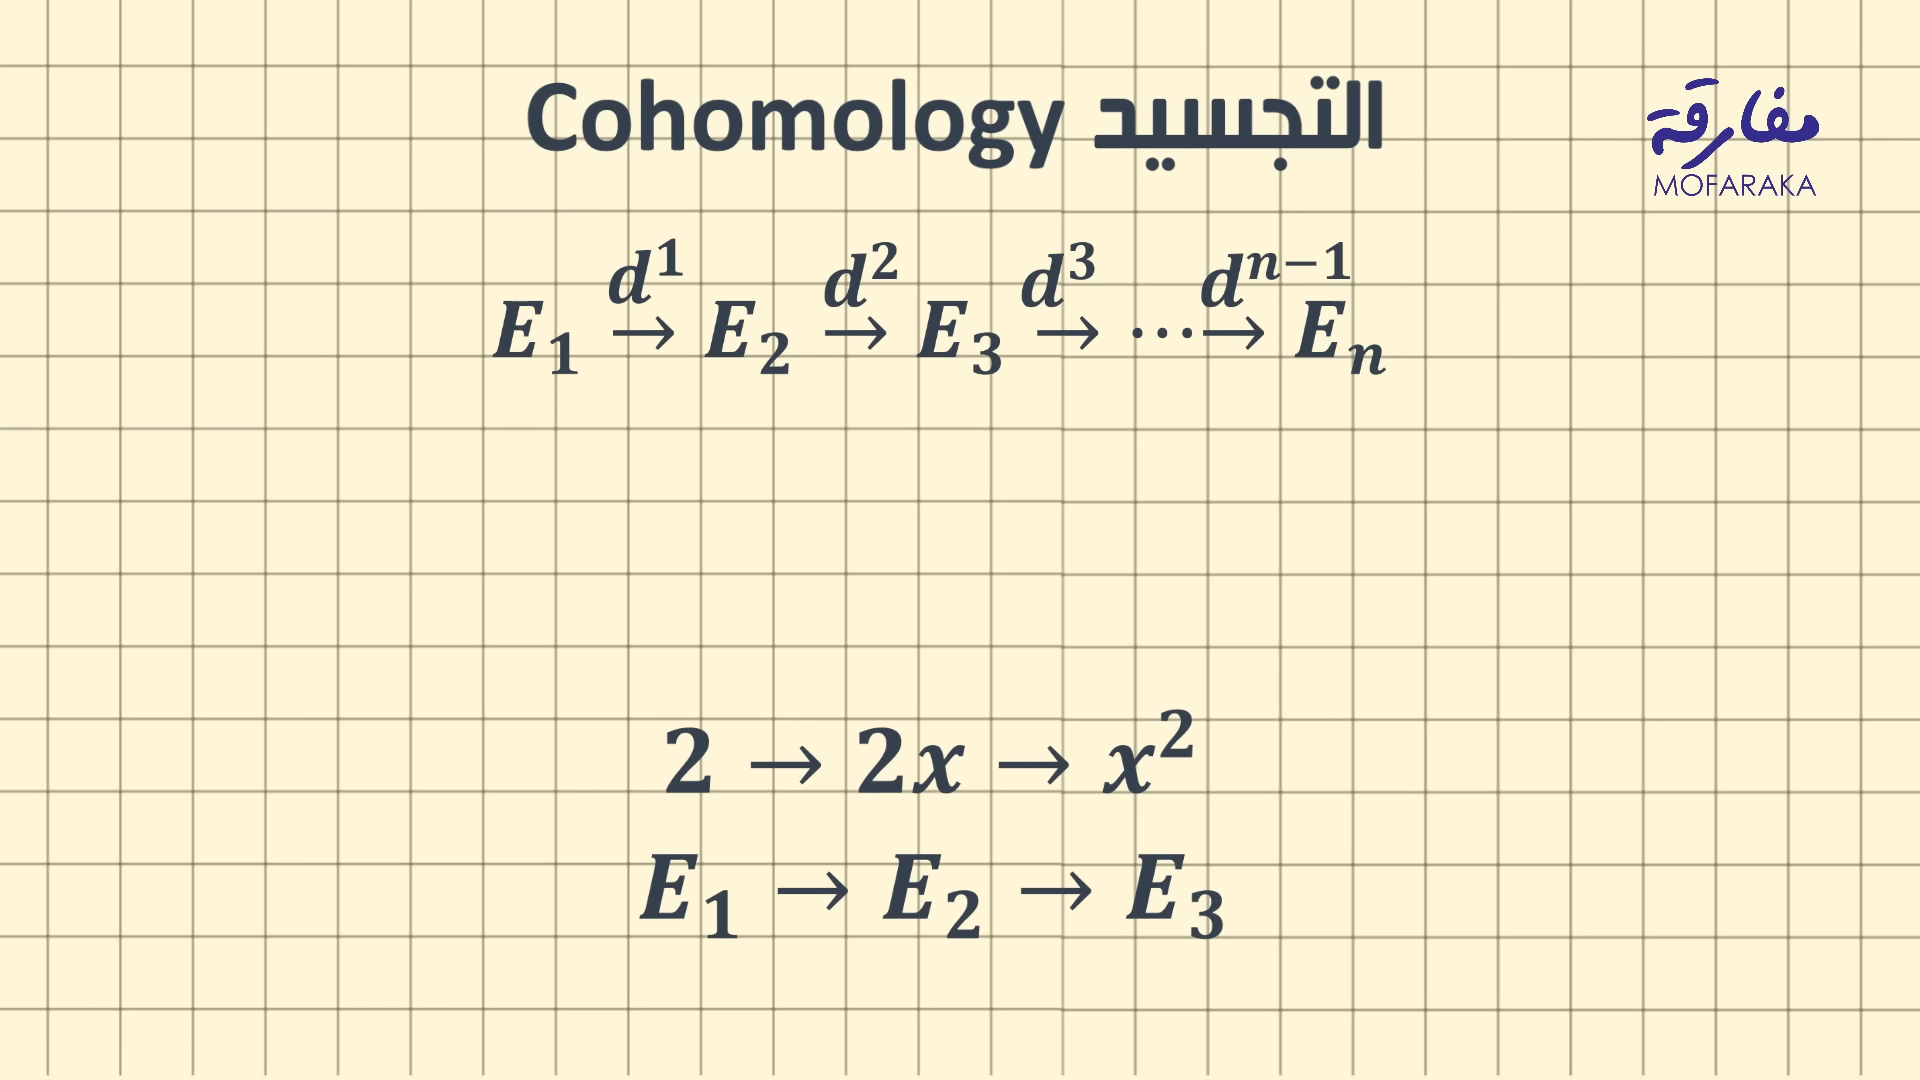 Cohomology التجسيد
مفارقة
MOFARAKA
E₁ →(d¹) E₂ →(d²) E₃ →(d³) ⋯ →(dⁿ⁻¹) Eₙ
2 → 2x → x²
E₁ → E₂ → E₃